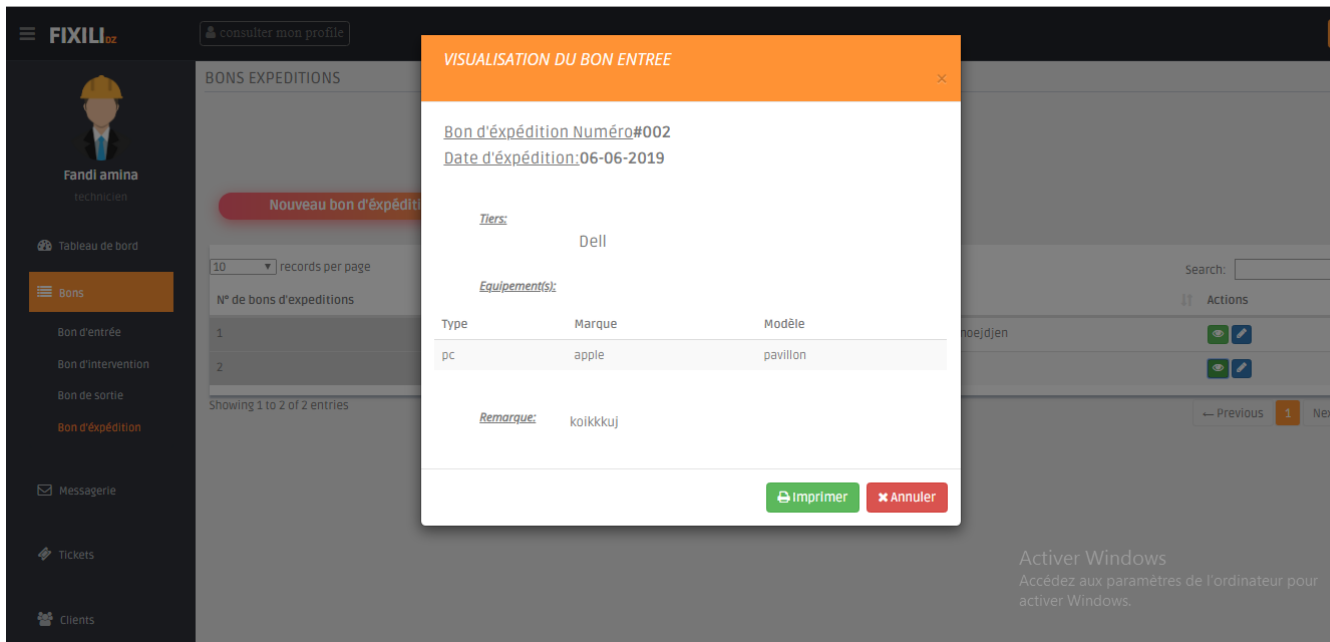 FIXILI DZ
consulter mon profile
Fandi amina
technicien
Tableau de bord
Bons
Bon d'entrée
Bon d'intervention
Bon de sortie
Bon d'éxpédition
Messagerie
Tickets
Clients
BONS EXPEDITIONS
Nouveau bon d'éxpéditi
10 records per page
Search:
N° de bons d'expeditions
Actions
1
noejdjen
2
Showing 1 to 2 of 2 entries
← Previous 1 Nex
VISUALISATION DU BON ENTREE
×
Bon d'éxpédition Numéro#002
Date d'éxpédition:06-06-2019
Tiers:
Dell
Equipement(s):
Type Marque Modèle
pc apple pavillon
Remarque: koikkkuj
Imprimer Annuler
Activer Windows
Accédez aux paramètres de l'ordinateur pour
activer Windows.